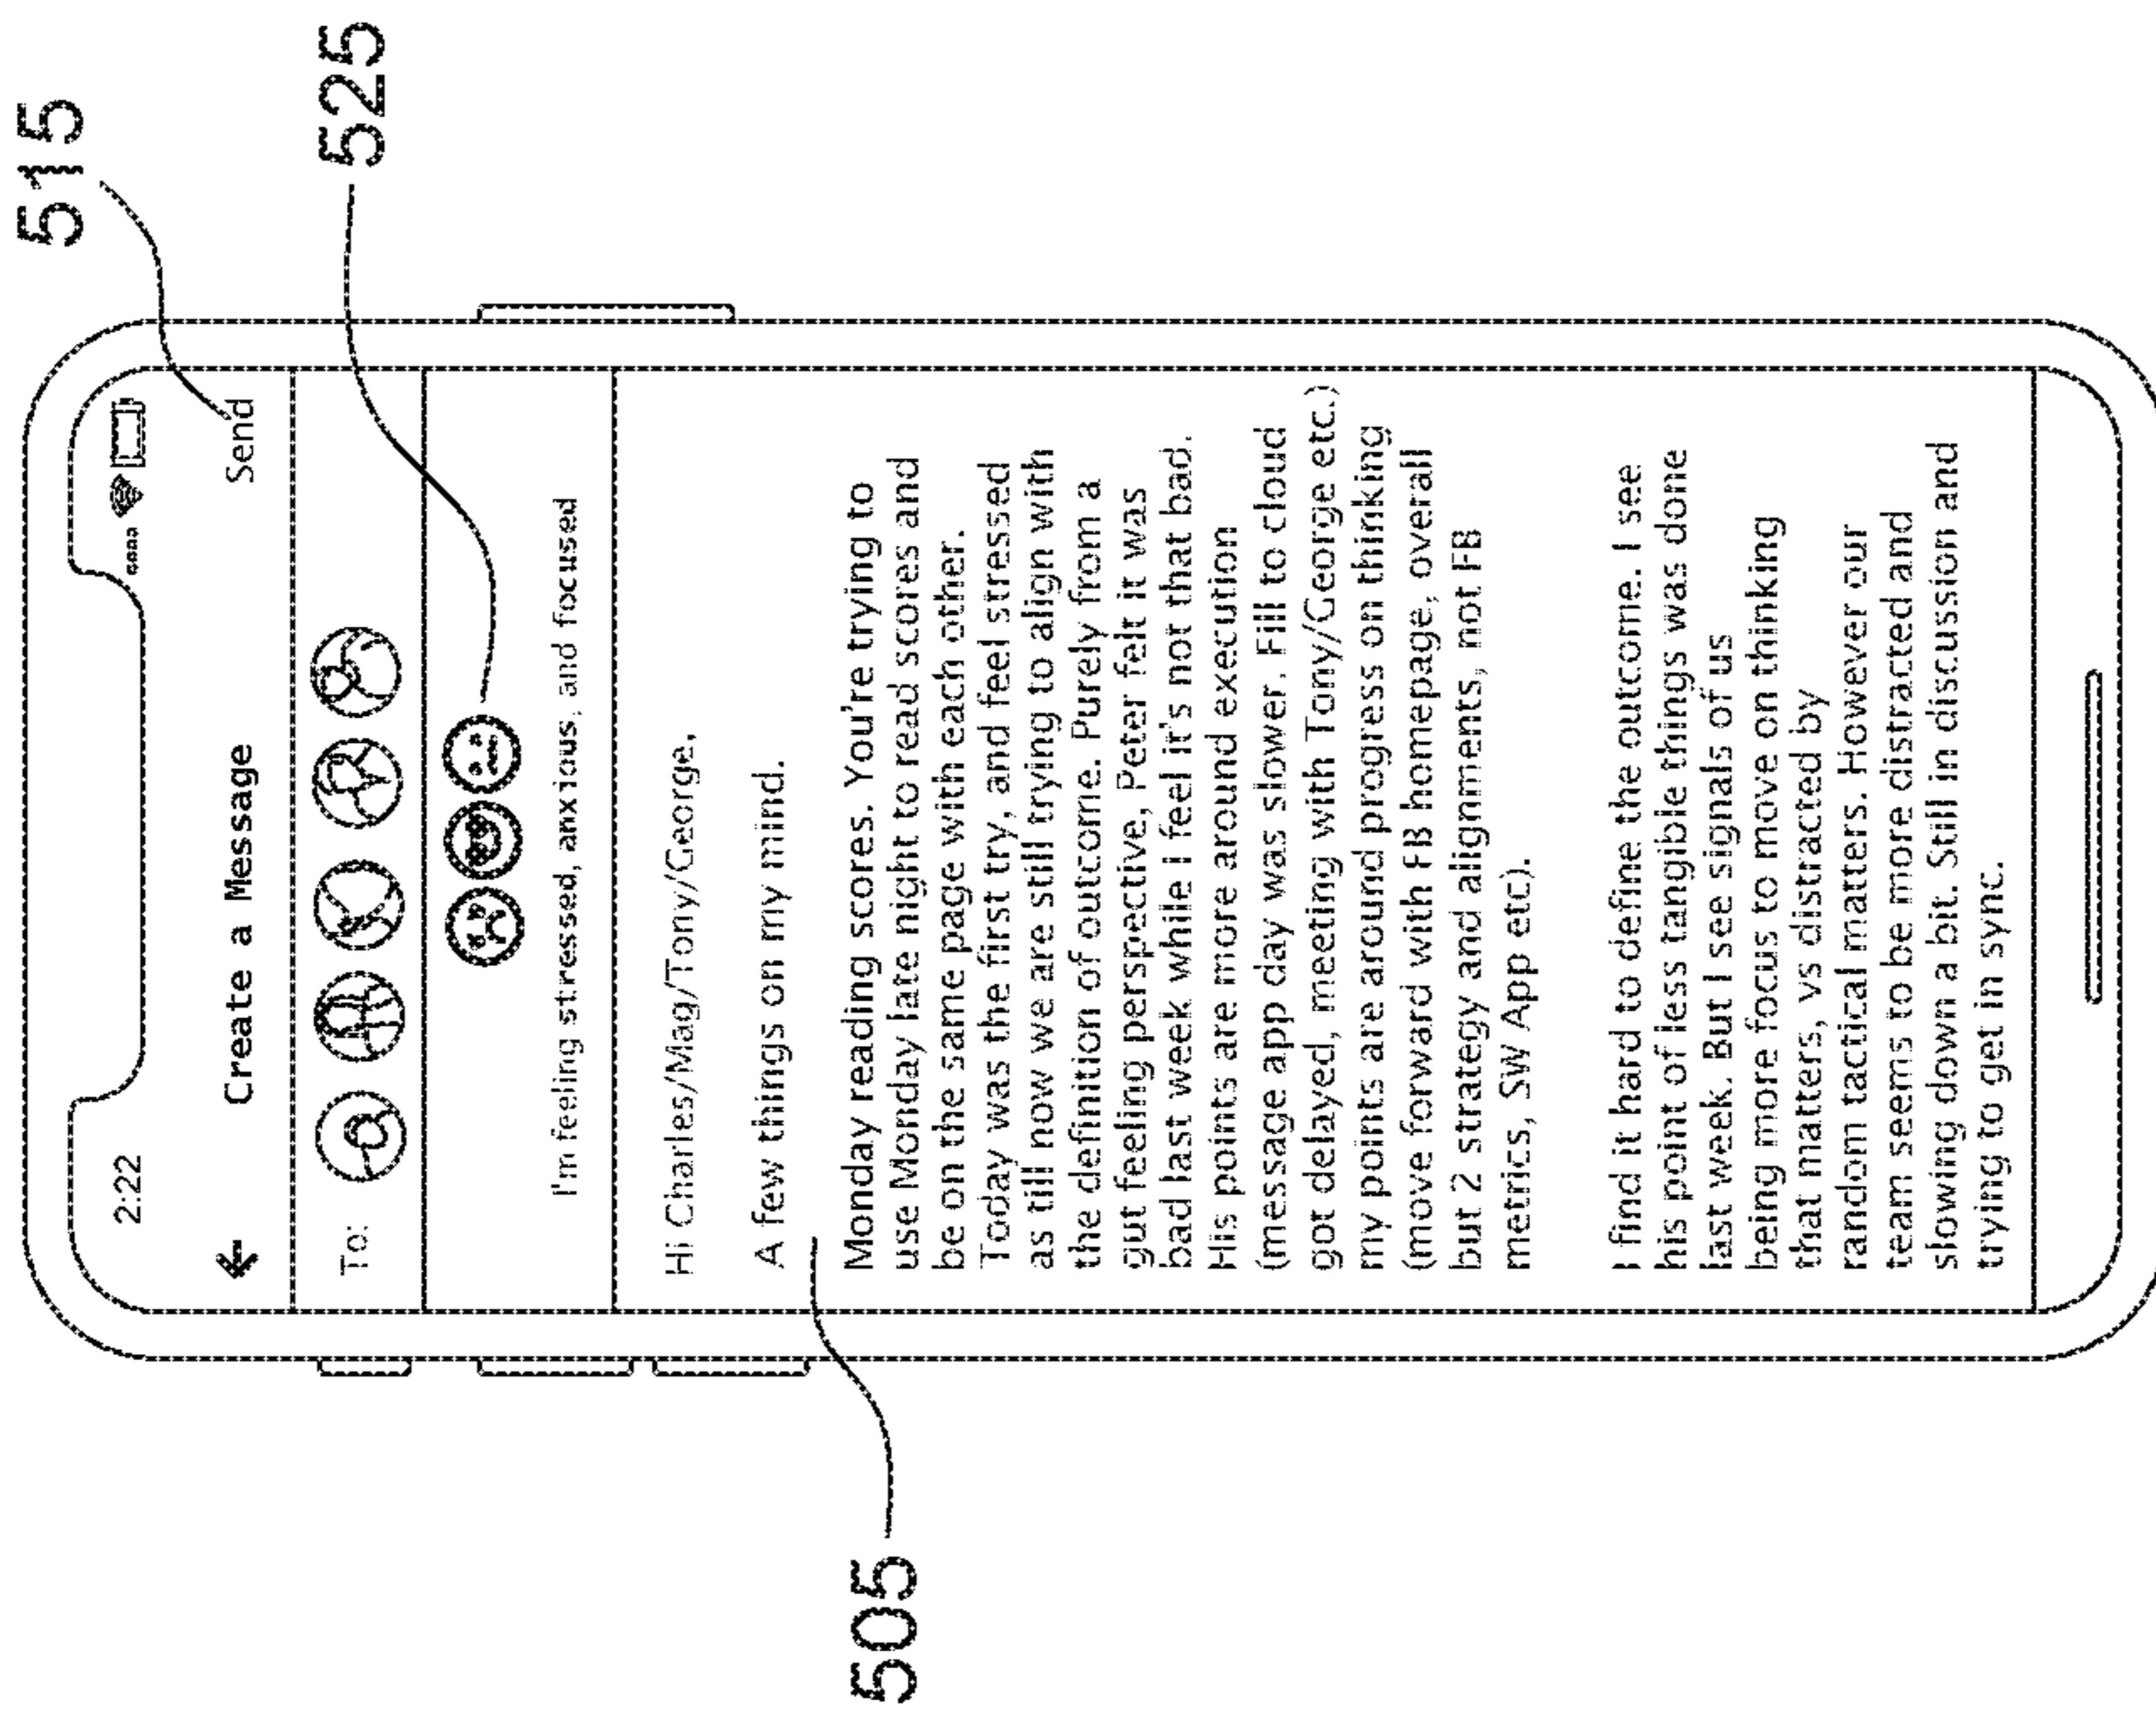 515
525
2:22
← Create a Message Send
To:
I'm feeling stressed, anxious, and focused
Hi Charles/Mag/Tony/George,
A few things on my mind.
505
Monday reading scores. You're trying to
use Monday late night to read scores and
be on the same page with each other.
Today was the first try, and feel stressed
as till now we are still trying to align with
the definition of outcome. Purely from a
gut feeling perspective, Peter felt it was
bad last week while I feel it's not that bad.
His points are more around execution
(message app day was slower. Fill to cloud
got delayed, meeting with Tony/George etc.)
my points are around progress on thinking
(move forward with FB homepage, overall
but 2 strategy and alignments, not FB
metrics, SW App etc).
I find it hard to define the outcome. I see
his point of less tangible things was done
last week. But I see signals of us
being more focus to move on thinking
that matters, vs distracted by
random tactical matters. However our
team seems to be more distracted and
slowing down a bit. Still in discussion and
trying to get in sync.